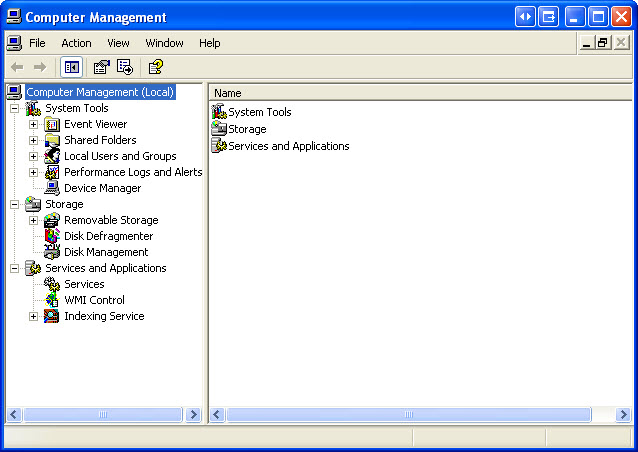 Computer Management
File Action View Window Help
Computer Management (Local)
System Tools
Event Viewer
Shared Folders
Local Users and Groups
Performance Logs and Alerts
Device Manager
Storage
Removable Storage
Disk Defragmenter
Disk Management
Services and Applications
Services
WMI Control
Indexing Service
Name
System Tools
Storage
Services and Applications